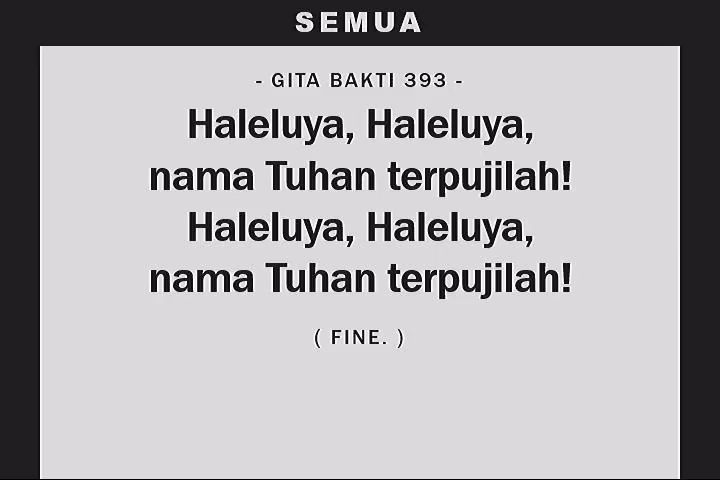 SEMUA
- GITA BAKTI 393 -
Haleluya, Haleluya,
nama Tuhan terpujilah!
Haleluya, Haleluya,
nama Tuhan terpujilah!
( FINE. )